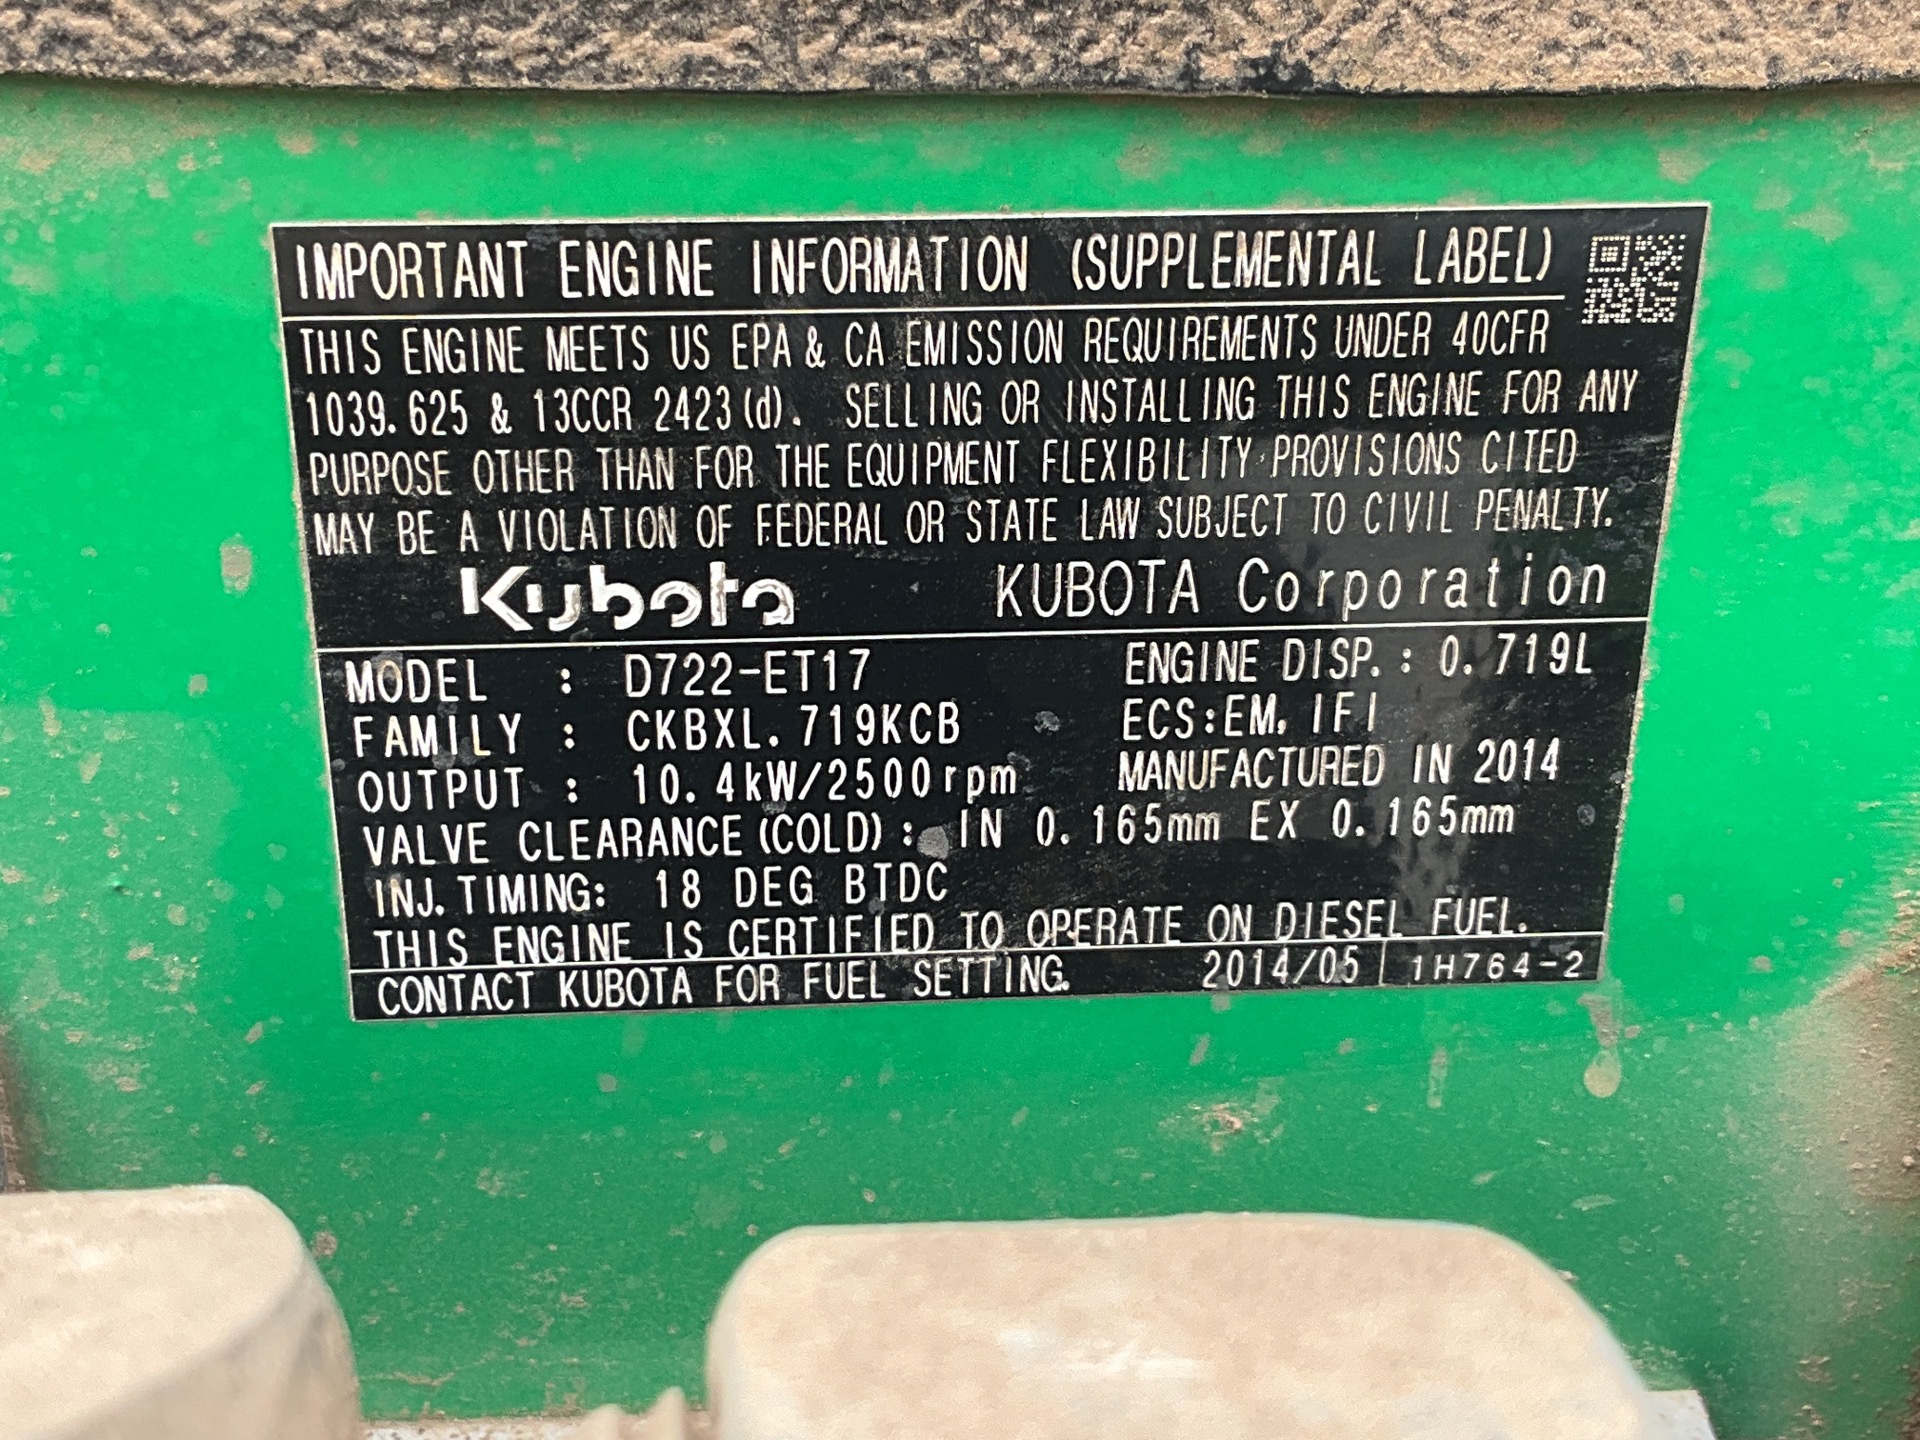 IMPORTANT ENGINE INFORMATION (SUPPLEMENTAL LABEL)
THIS ENGINE MEETS US EPA & CA EMISSION REQUIREMENTS UNDER 40CFR
1039.625 & 13CCR 2423(d). SELLING OR INSTALLING THIS ENGINE FOR ANY
PURPOSE OTHER THAN FOR THE EQUIPMENT FLEXIBILITY PROVISIONS CITED
MAY BE A VIOLATION OF FEDERAL OR STATE LAW SUBJECT TO CIVIL PENALTY.
Kubota KUBOTA Corporation
MODEL : D722-ET17 ENGINE DISP. : 0.719L
FAMILY : CKBXL.719KCB ECS:EM, IFI
OUTPUT : 10.4kW/2500rpm MANUFACTURED IN 2014
VALVE CLEARANCE (COLD) : IN 0.165mm EX 0.165mm
INJ. TIMING: 18 DEG BTDC
THIS ENGINE IS CERTIFIED TO OPERATE ON DIESEL FUEL.
CONTACT KUBOTA FOR FUEL SETTING. 2014/05 1H764-2